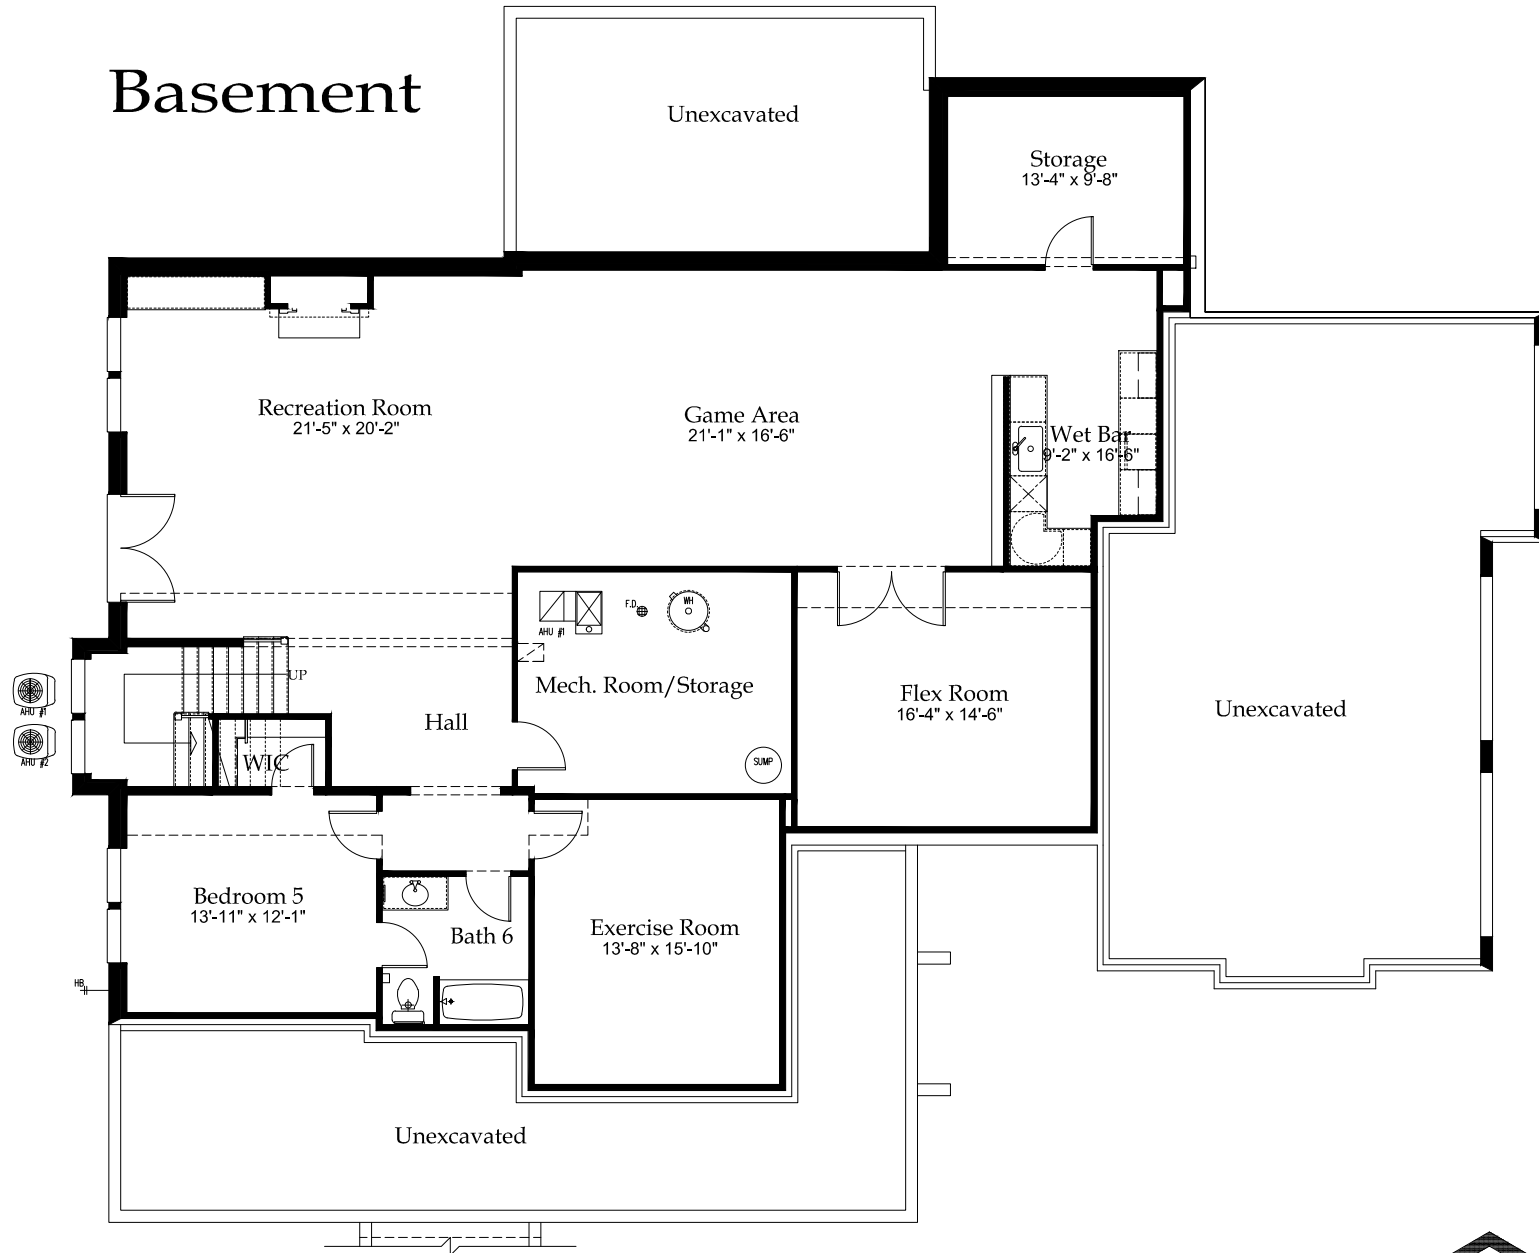 Basement
Unexcavated
Storage
13'-4" x 9'-8"
Recreation Room
21'-5" x 20'-2"
Game Area
21'-1" x 16'-6"
Wet Bar
9'-2" x 16'-6"
AHU #1
F.D.
WH
UP
Mech. Room/Storage
Flex Room
16'-4" x 14'-6"
Unexcavated
AHU #1
Hall
AHU #2
WIC
SUMP
Bedroom 5
13'-11" x 12'-1"
Bath 6
Exercise Room
13'-8" x 15'-10"
HB
Unexcavated